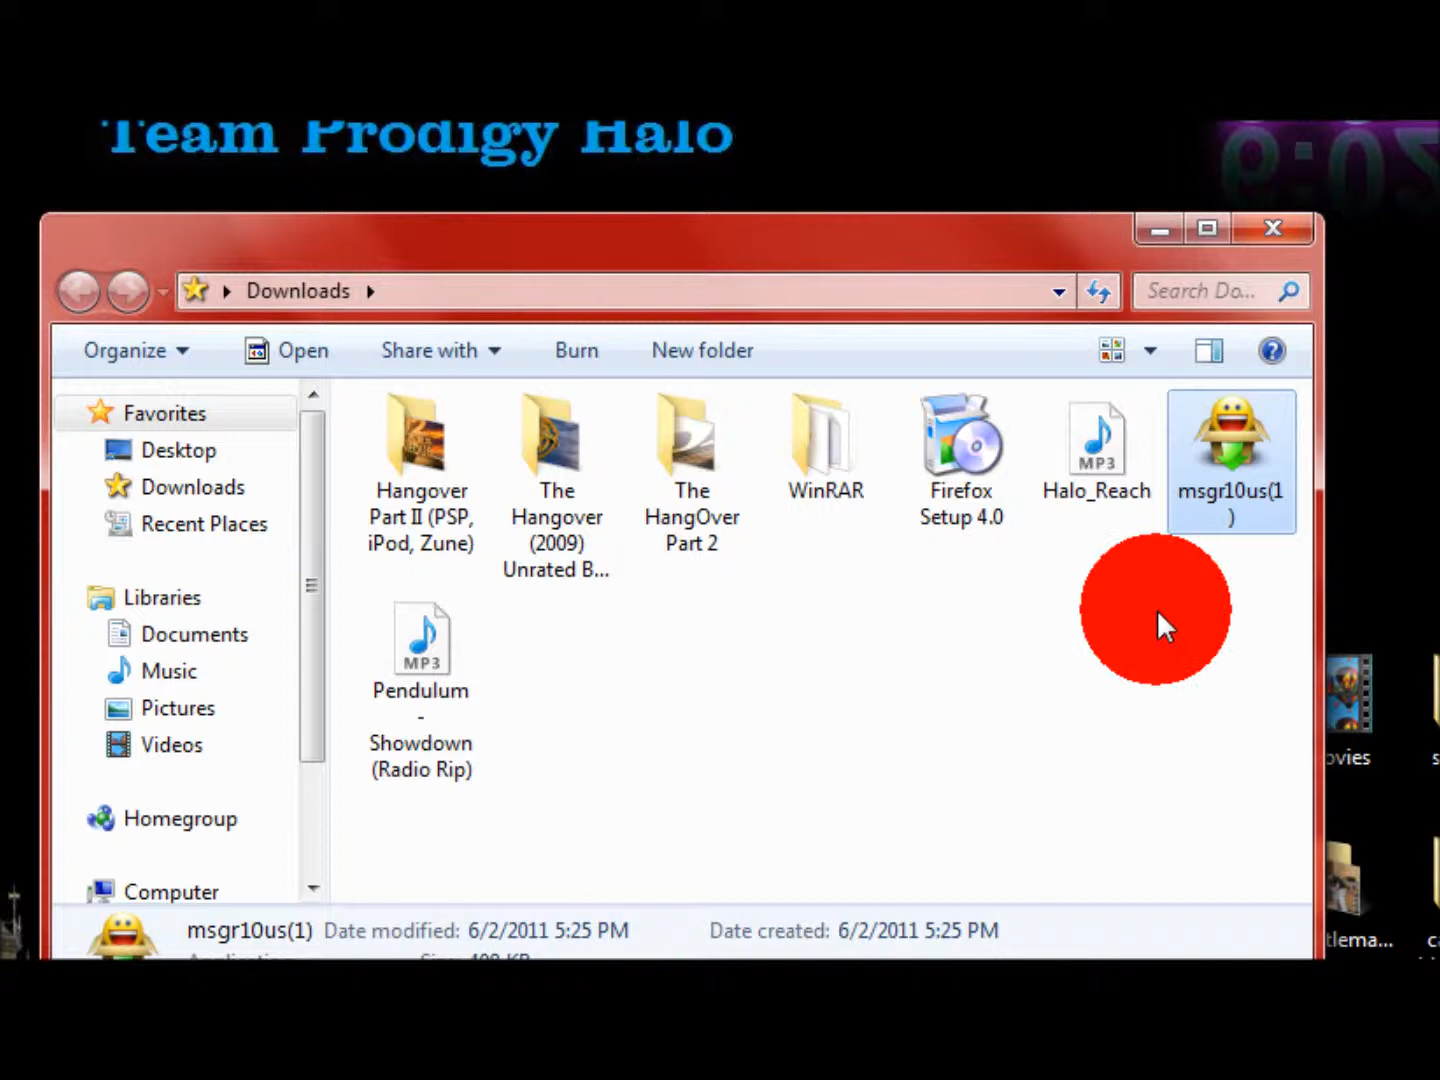 Team Prodigy Halo
Downloads
Search Do...
Organize
Open
Share with
Burn
New folder
Favorites
Desktop
Downloads
Recent Places
Libraries
Documents
Music
Pictures
Videos
Homegroup
Computer
Hangover
Part II (PSP,
iPod, Zune)
The
Hangover
(2009)
Unrated B...
The
HangOver
Part 2
WinRAR
Firefox
Setup 4.0
MP3
Halo_Reach
msgr10us(1
)
MP3
Pendulum
-
Showdown
(Radio Rip)
ovies
tlema...
msgr10us(1) Date modified: 6/2/2011 5:25 PM Date created: 6/2/2011 5:25 PM